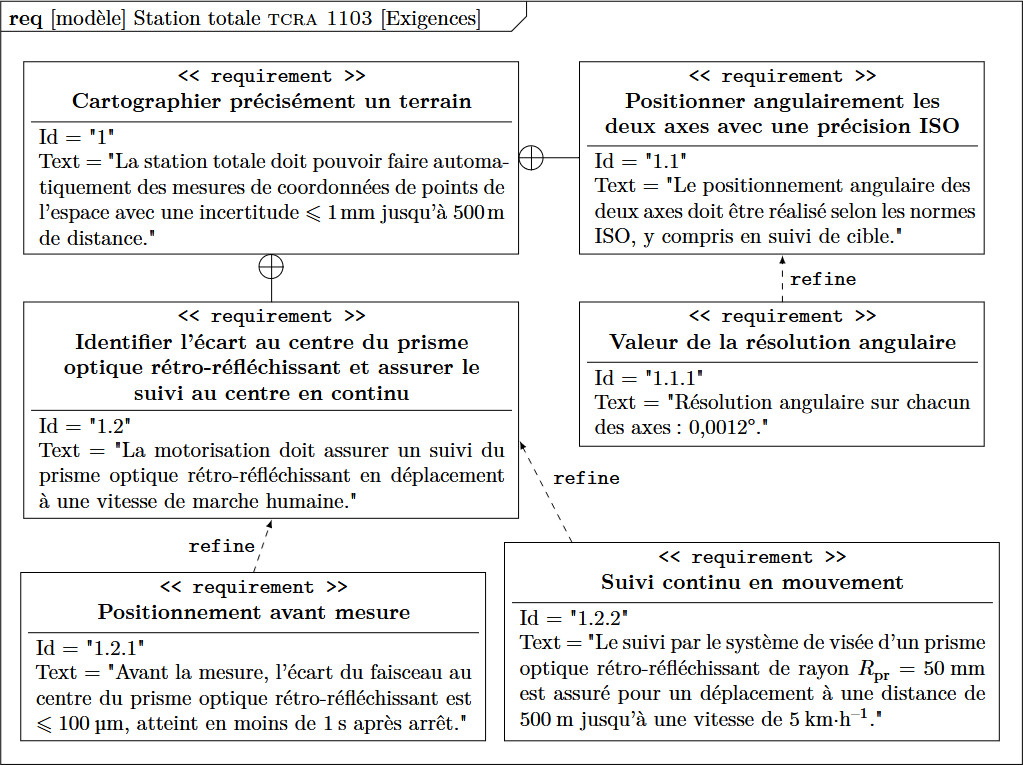 req [modèle] Station totale TCRA 1103 [Exigences]
<< requirement >>
Cartographier précisément un terrain
Id = "1"
Text = "La station totale doit pouvoir faire automa-
tiquement des mesures de coordonnées de points de
l'espace avec une incertitude ⩽ 1 mm jusqu'à 500 m
de distance."
<< requirement >>
Positionner angulairement les
deux axes avec une précision ISO
Id = "1.1"
Text = "Le positionnement angulaire des
deux axes doit être réalisé selon les normes
ISO, y compris en suivi de cible."
refine
<< requirement >>
Identifier l'écart au centre du prisme
optique rétro-réfléchissant et assurer le
suivi au centre en continu
Id = "1.2"
Text = "La motorisation doit assurer un suivi du
prisme optique rétro-réfléchissant en déplacement
à une vitesse de marche humaine."
<< requirement >>
Valeur de la résolution angulaire
Id = "1.1.1"
Text = "Résolution angulaire sur chacun
des axes : 0,0012°."
refine
refine
<< requirement >>
Positionnement avant mesure
Id = "1.2.1"
Text = "Avant la mesure, l'écart du faisceau au
centre du prisme optique rétro-réfléchissant est
⩽ 100 µm, atteint en moins de 1 s après arrêt."
<< requirement >>
Suivi continu en mouvement
Id = "1.2.2"
Text = "Le suivi par le système de visée d'un prisme
optique rétro-réfléchissant de rayon Rpr = 50 mm
est assuré pour un déplacement à une distance de
500 m jusqu'à une vitesse de 5 km·h⁻¹."